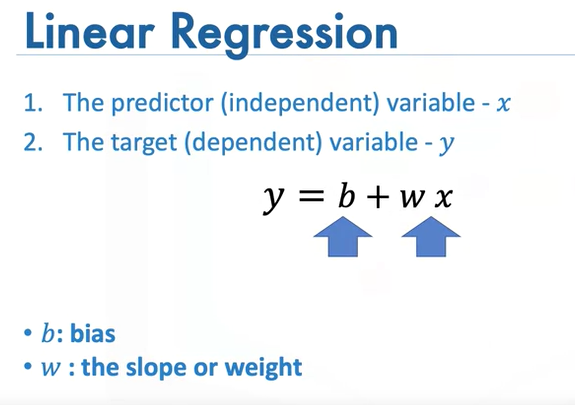 Linear Regression
1. The predictor (independent) variable - x
2. The target (dependent) variable - y
y = b + w x
• b: bias
• w : the slope or weight